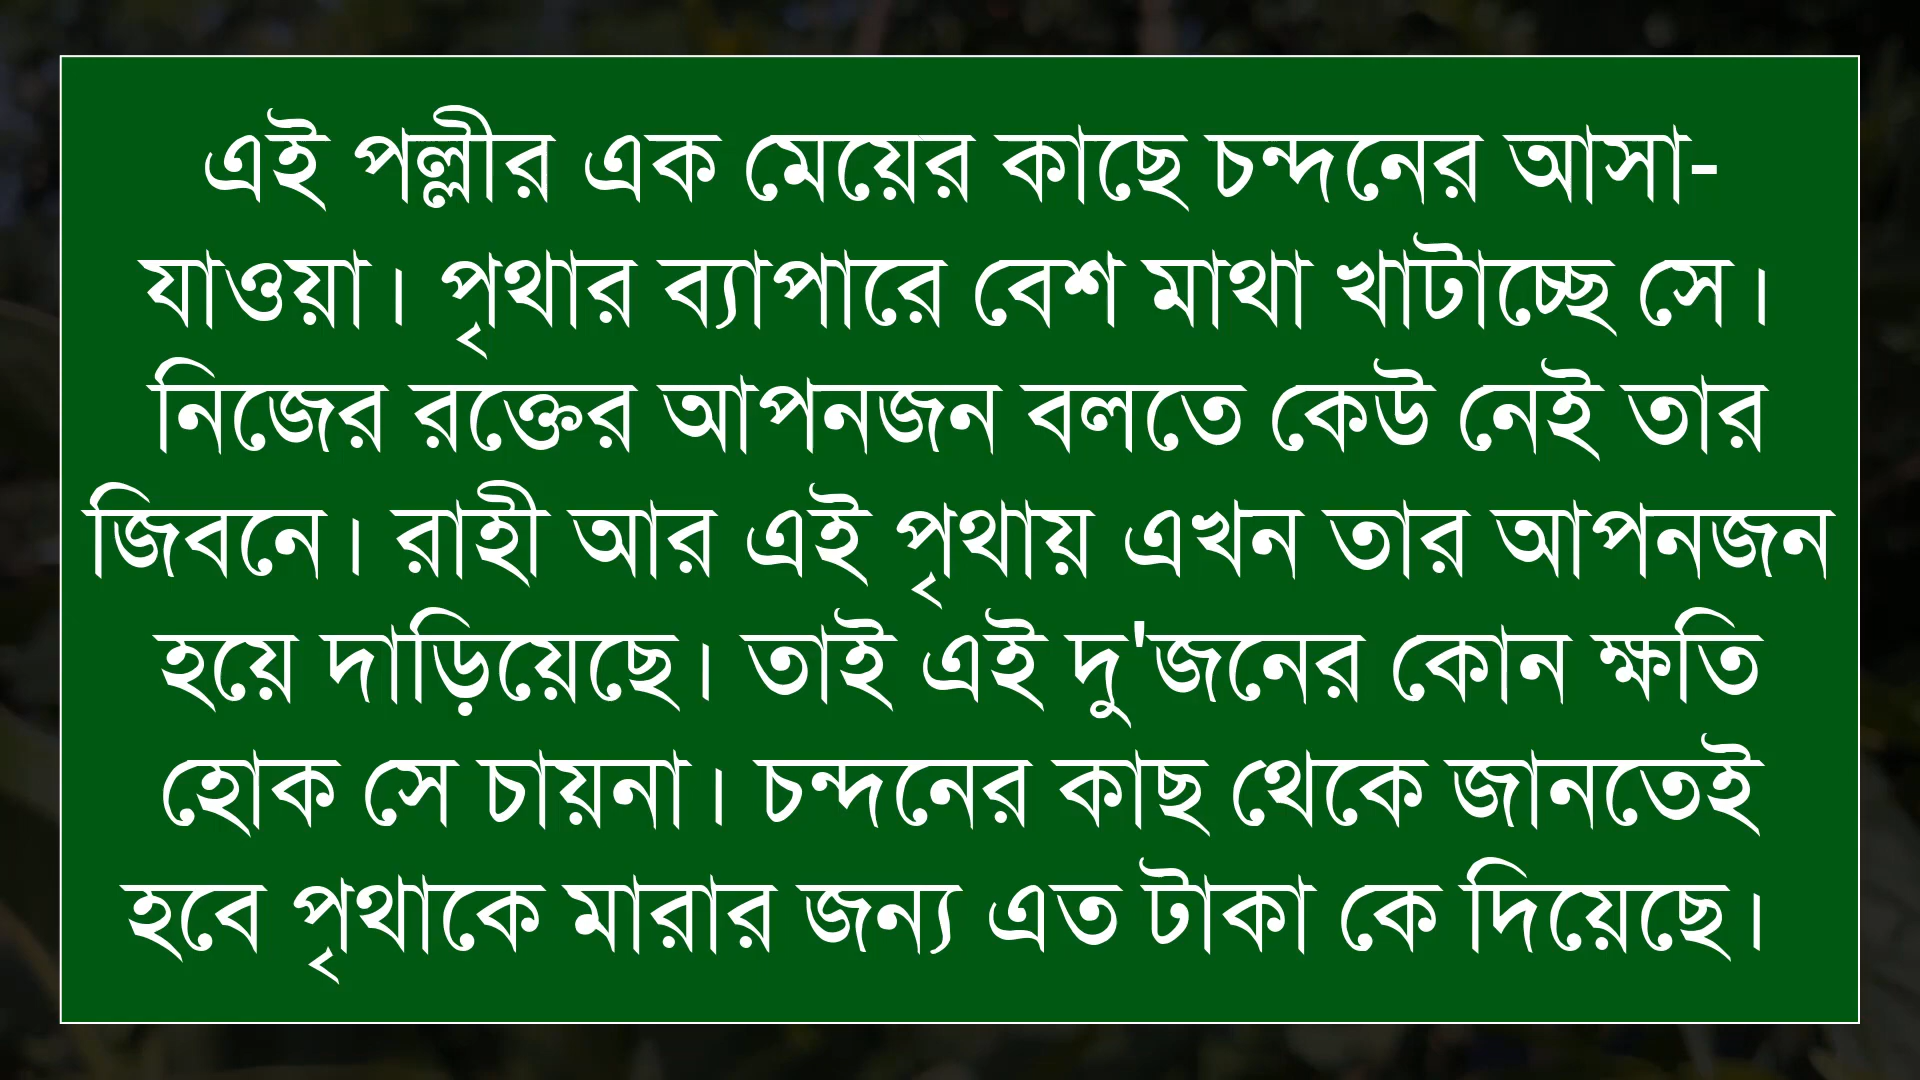 এই পল্লীর এক মেয়ের কাছে চন্দনের আসা-
যাওয়া। পৃথার ব্যাপারে বেশ মাথা খাটাচ্ছে সে।
নিজের রক্তের আপনজন বলতে কেউ নেই তার
জিবনে। রাহী আর এই পৃথায় এখন তার আপনজন
হয়ে দাড়িয়েছে। তাই এই দু'জনের কোন ক্ষতি
হোক সে চায়না। চন্দনের কাছ থেকে জানতেই
হবে পৃথাকে মারার জন্য এত টাকা কে দিয়েছে।